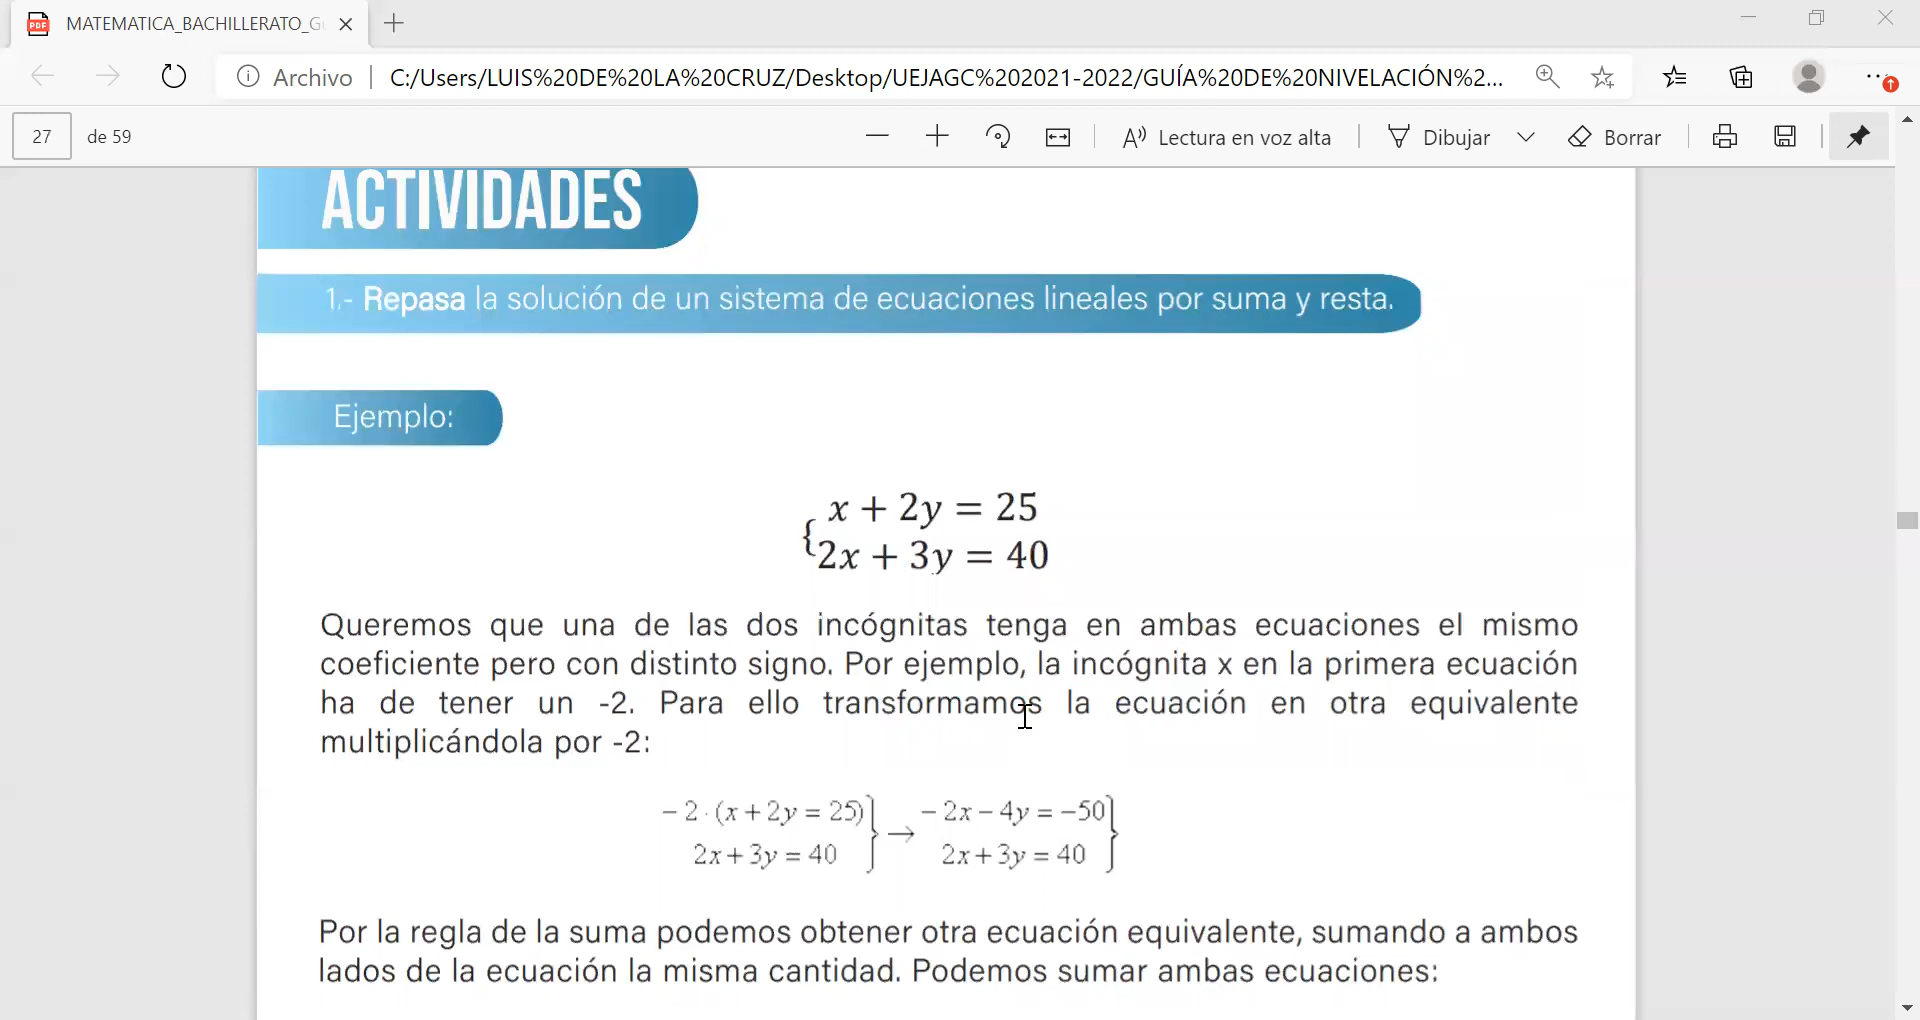 MATEMATICA_BACHILLERATO_G
Archivo
C:/Users/LUIS%20DE%20LA%20CRUZ/Desktop/UEJAGC%202021-2022/GUÍA%20DE%20NIVELACIÓN%2...
27 de 59
Lectura en voz alta
Dibujar
Borrar
ACTIVIDADES
1.- Repasa la solución de un sistema de ecuaciones lineales por suma y resta.
Ejemplo:
x + 2y = 25
{2x + 3y = 40
Queremos que una de las dos incógnitas tenga en ambas ecuaciones el mismo
coeficiente pero con distinto signo. Por ejemplo, la incógnita x en la primera ecuación
ha de tener un -2. Para ello transformamos la ecuación en otra equivalente
multiplicándola por -2:
− 2 · (x + 2y = 25)} → − 2x − 4y = −50}
2x + 3y = 40} 2x + 3y = 40}
Por la regla de la suma podemos obtener otra ecuación equivalente, sumando a ambos
lados de la ecuación la misma cantidad. Podemos sumar ambas ecuaciones: